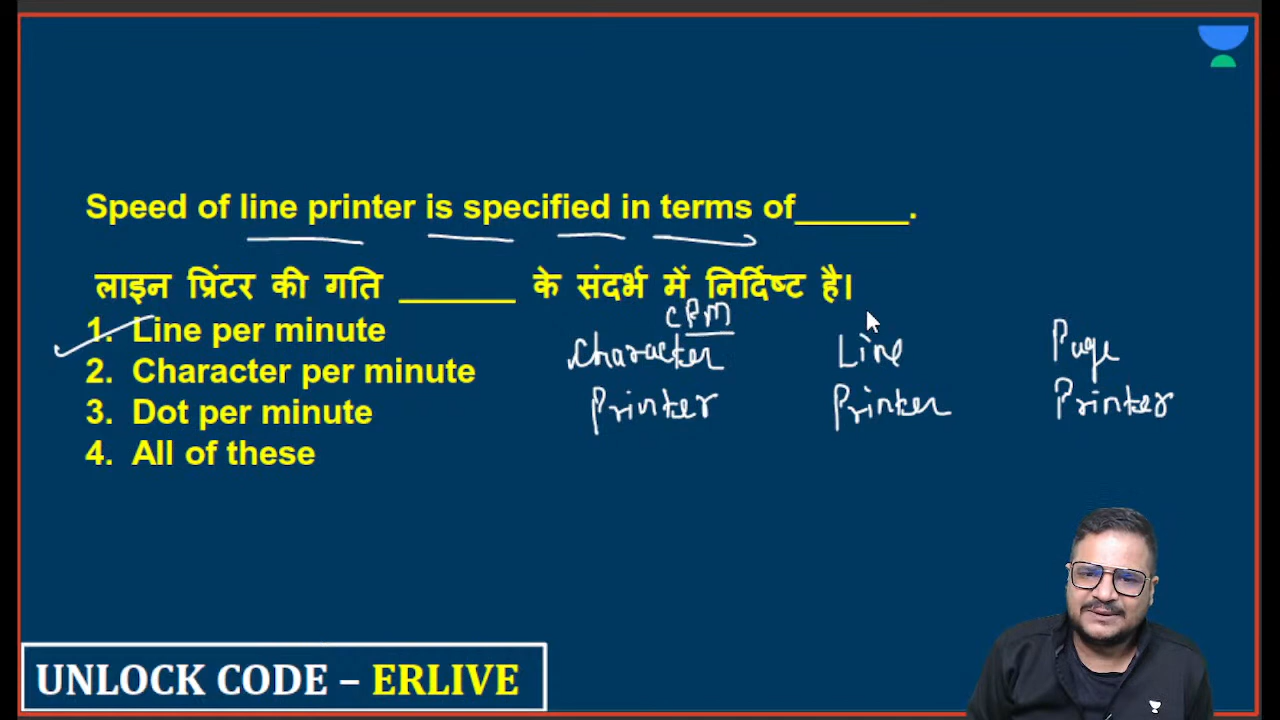 Speed of line printer is specified in terms of______.
लाइन प्रिंटर की गति ______ के संदर्भ में निर्दिष्ट है।
1. Line per minute
2. Character per minute
3. Dot per minute
4. All of these
CPM
Character Printer
Line Printer
Page Printer
UNLOCK CODE – ERLIVE